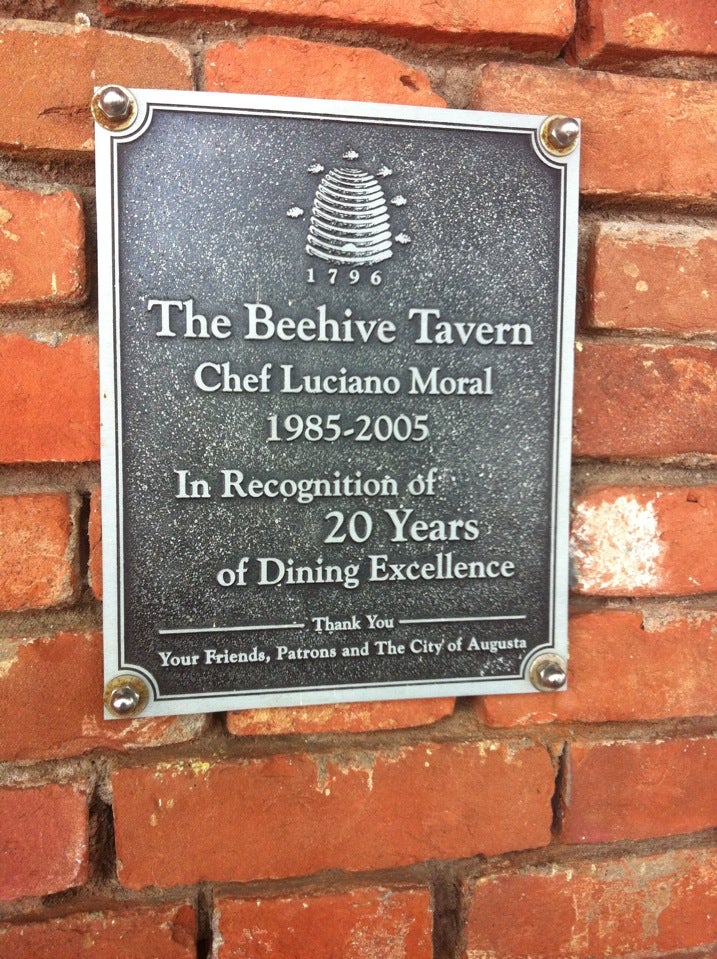 1796
The Beehive Tavern
Chef Luciano Moral
1985-2005
In Recognition of
20 Years
of Dining Excellence
Thank You
Your Friends, Patrons and The City of Augusta